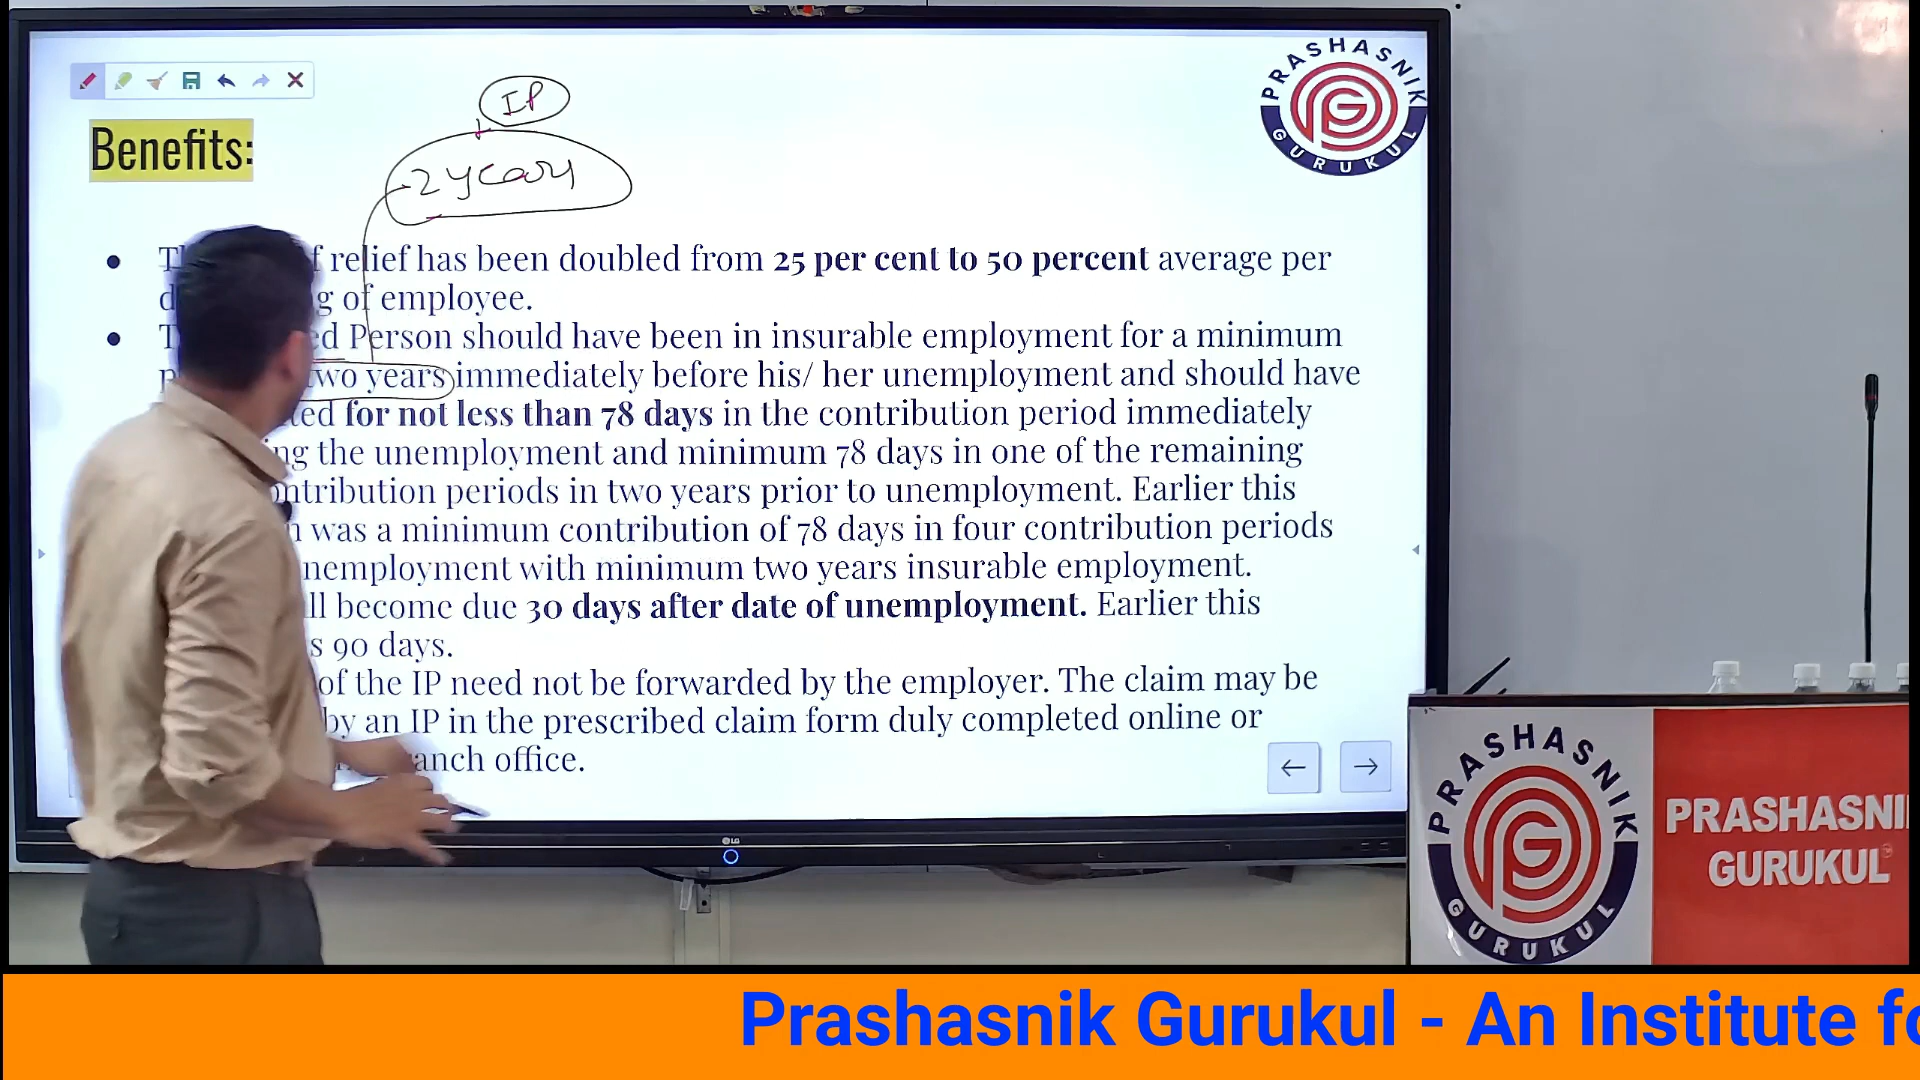 IP
PRASHASNIK
GURUKUL
Benefits:
2 years
relief has been doubled from 25 per cent to 50 percent average per
of employee.
Person should have been in insurable employment for a minimum
two years immediately before his/ her unemployment and should have
for not less than 78 days in the contribution period immediately
the unemployment and minimum 78 days in one of the remaining
contribution periods in two years prior to unemployment. Earlier this
was a minimum contribution of 78 days in four contribution periods
unemployment with minimum two years insurable employment.
become due 30 days after date of unemployment. Earlier this
90 days.
of the IP need not be forwarded by the employer. The claim may be
by an IP in the prescribed claim form duly completed online or
office.
LG
PRASHASNIK
GURUKUL
PRASHASNI
GURUKUL
Prashasnik Gurukul - An Institute fo